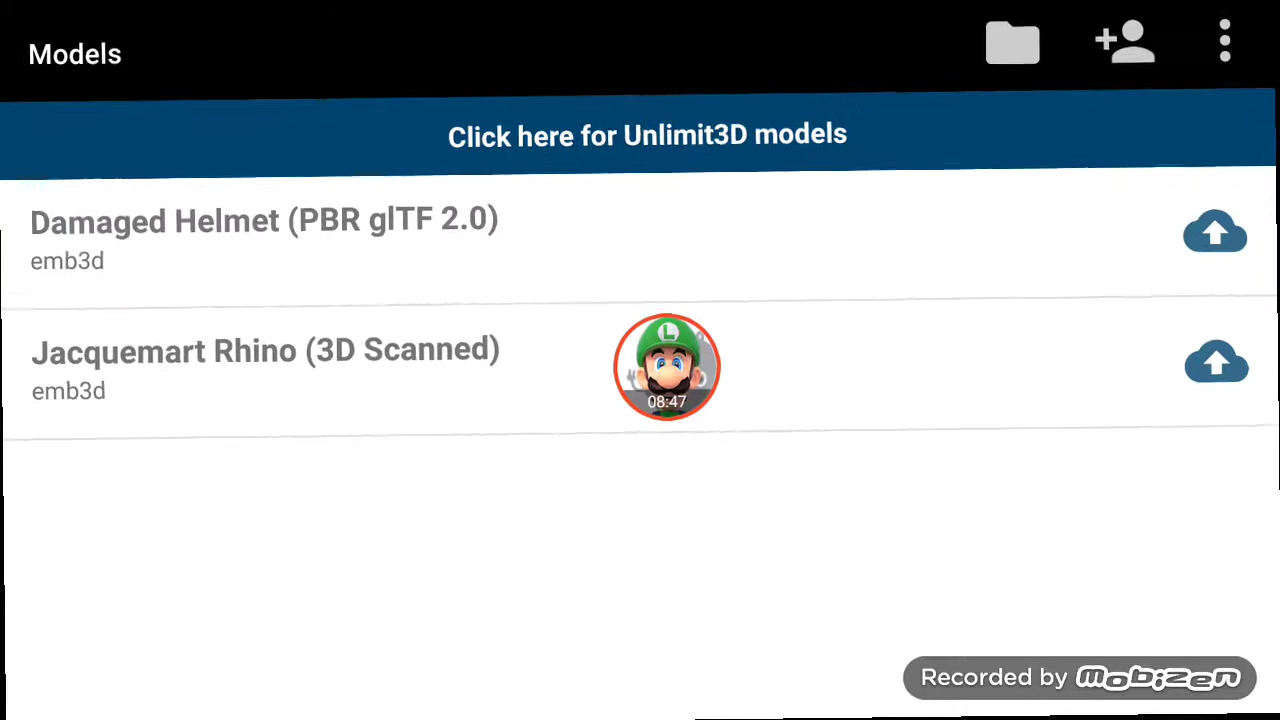 Models
Click here for Unlimit3D models
Damaged Helmet (PBR glTF 2.0)
emb3d
Jacquemart Rhino (3D Scanned)
emb3d
L
08:47
Recorded by mobizen